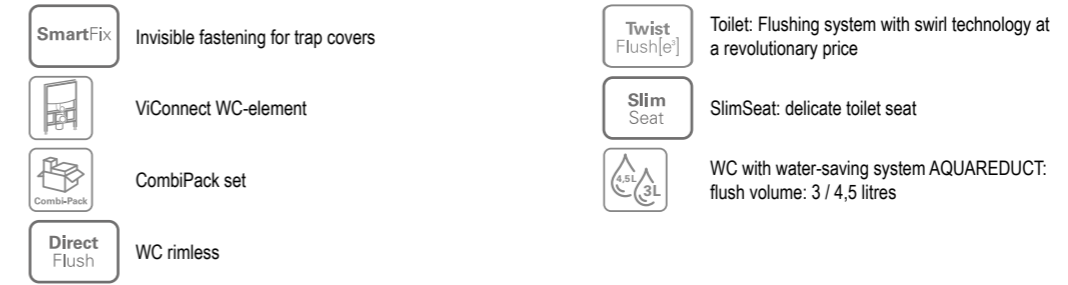 SmartFix
Invisible fastening for trap covers
ViConnect WC-element
Combi-Pack
CombiPack set
Direct
Flush
WC rimless
Twist
Flush[e³]
Toilet: Flushing system with swirl technology at
a revolutionary price
Slim
Seat
SlimSeat: delicate toilet seat
4,5L
3L
WC with water-saving system AQUAREDUCT:
flush volume: 3 / 4,5 litres